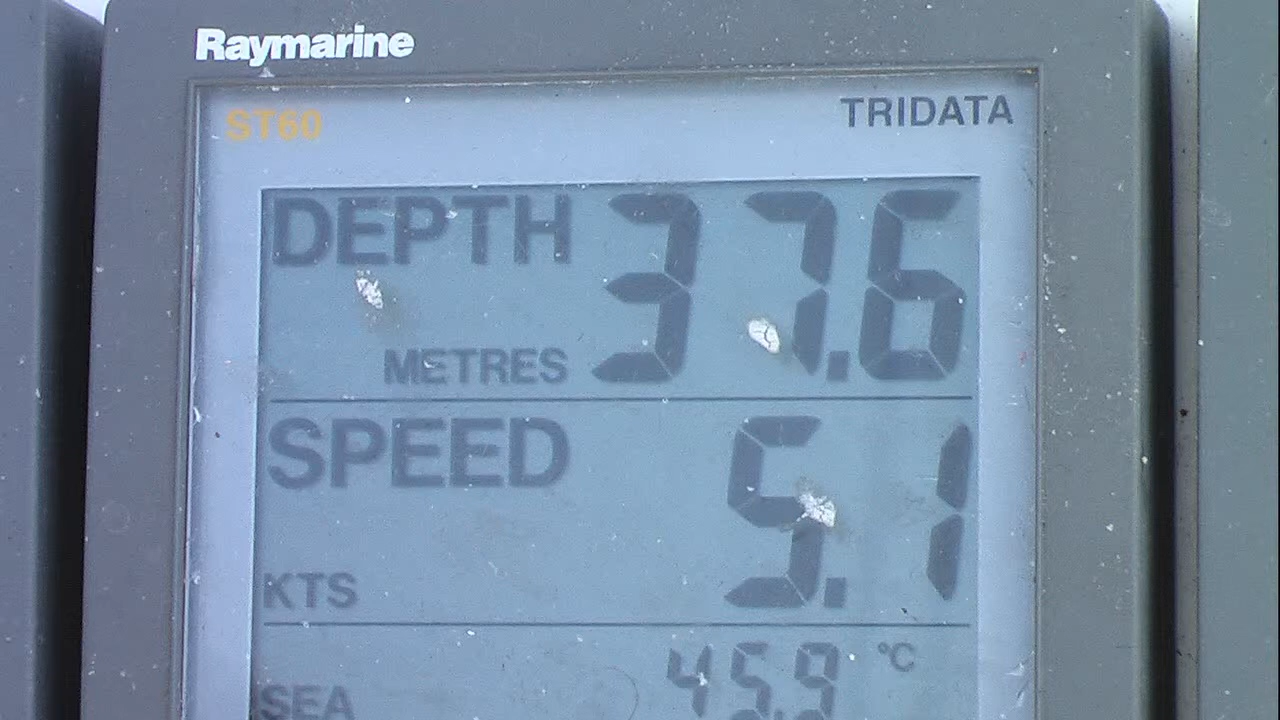 Raymarine
ST60 TRIDATA
DEPTH 37.6
METRES
SPEED 5.1
KTS
45.9 °C
SEA